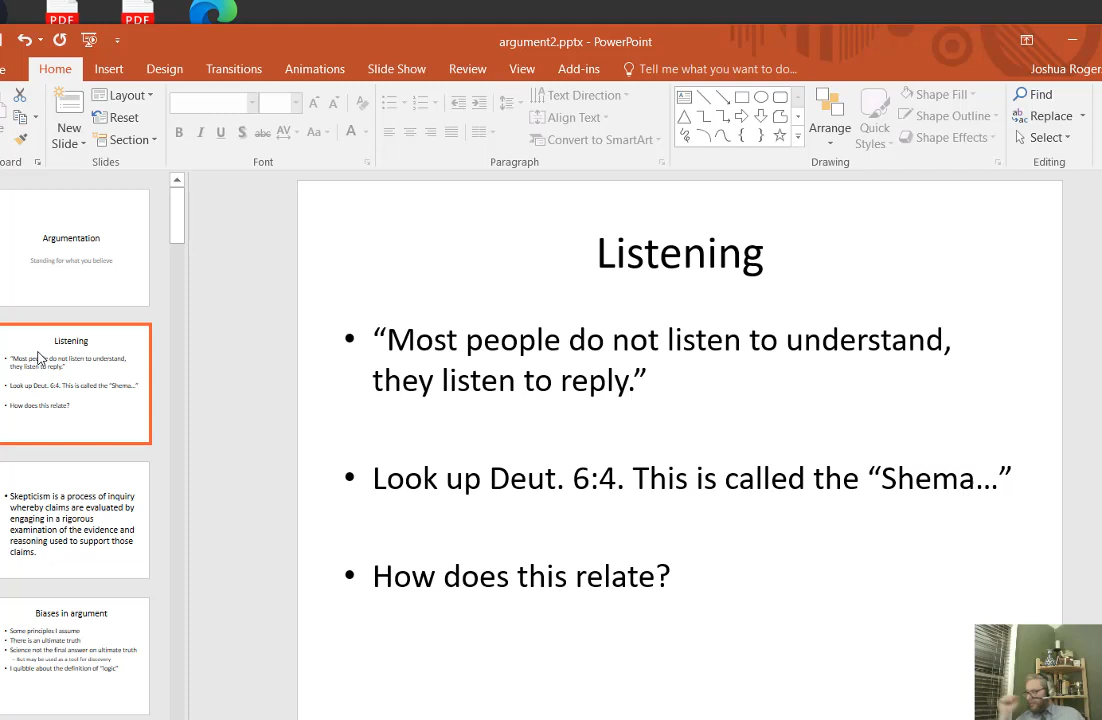 PDF
PDF
argument2.pptx - PowerPoint
Home
Insert
Design
Transitions
Animations
Slide Show
Review
View
Add-ins
Tell me what you want to do...
Joshua Roger
New
Slide
Layout
Reset
Section
B I U S abc AV Aa A
A A
A
Text Direction
Align Text
Convert to SmartArt
Arrange
Quick
Styles
Shape Fill
Shape Outline
Shape Effects
Find
Replace
Select
oard
Slides
Font
Paragraph
Drawing
Editing
Argumentation
Standing for what you believe
Listening
• "Most people do not listen to understand,
they listen to reply."
• Look up Deut. 6:4. This is called the "Shema…"
• How does this relate?
• Skepticism is a process of inquiry
whereby claims are evaluated by
engaging in a rigorous
examination of the evidence and
reasoning used to support those
claims.
Biases in argument
• Some principles I assume
• There is an ultimate truth
• Science not the final answer on ultimate truth
– But may be used as a tool for discovery
• I quibble about the definition of "logic"
Listening
• “Most people do not listen to understand,
they listen to reply.”
• Look up Deut. 6:4. This is called the “Shema…”
• How does this relate?